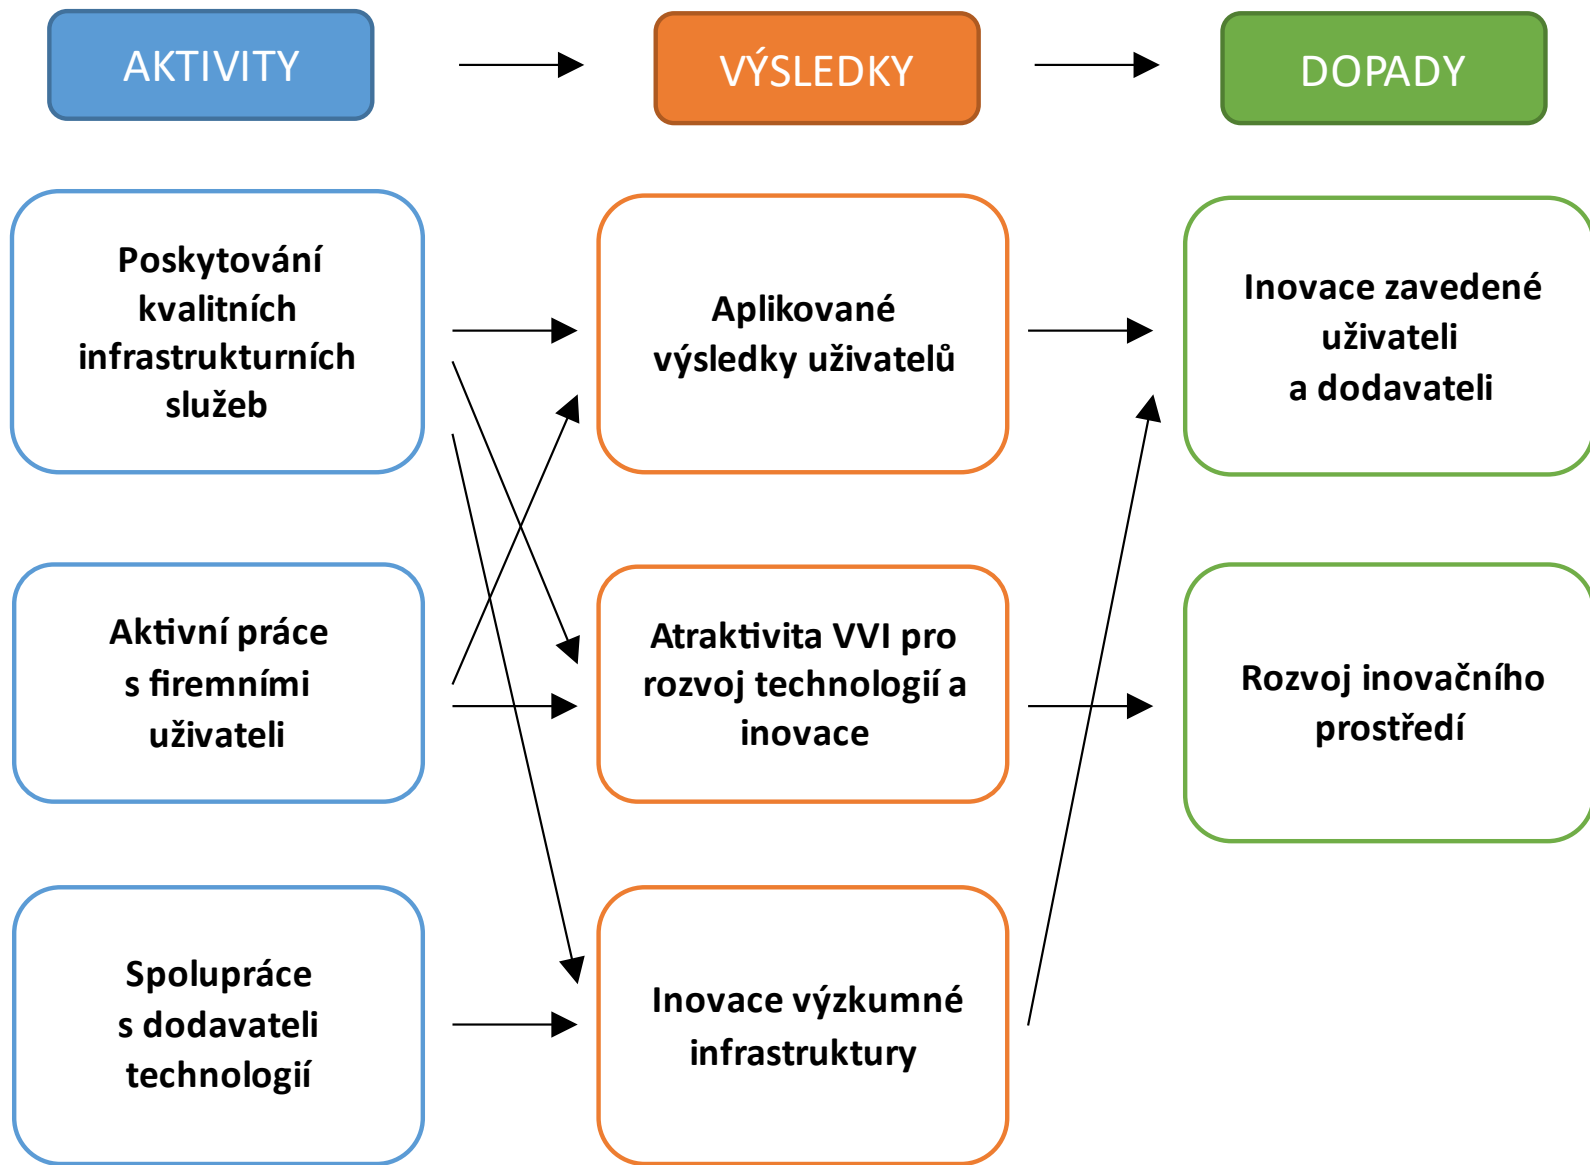 AKTIVITY
VÝSLEDKY
DOPADY
Poskytování
kvalitních
infrastrukturních
služeb
Aplikované
výsledky uživatelů
Inovace zavedené
uživateli
a dodavateli
Aktivní práce
s firemními
uživateli
Atraktivita VVI pro
rozvoj technologií a
inovace
Rozvoj inovačního
prostředí
Spolupráce
s dodavateli
technologií
Inovace výzkumné
infrastruktury